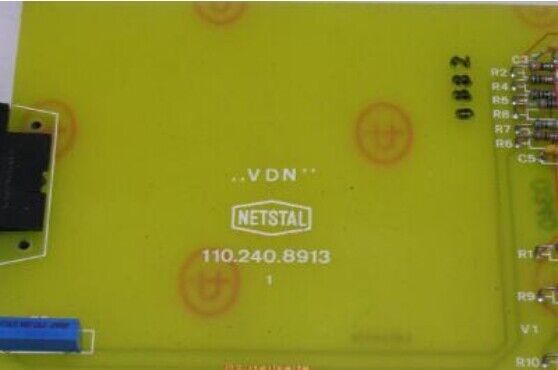 C3
R2
R4
R5
R8
R7
R6
C5
0882
..VDN''
NETSTAL
110.240.8913
1
R1
R9
V1
R10